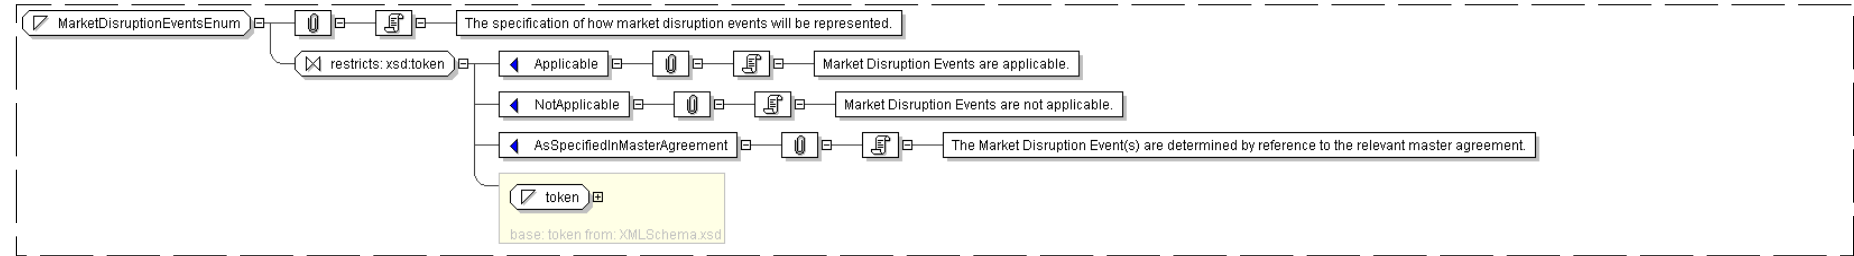 MarketDisruptionEventsEnum
The specification of how market disruption events will be represented.
restricts: xsd:token
Applicable
Market Disruption Events are applicable.
NotApplicable
Market Disruption Events are not applicable.
AsSpecifiedInMasterAgreement
The Market Disruption Event(s) are determined by reference to the relevant master agreement.
token
base: token from: XMLSchema.xsd